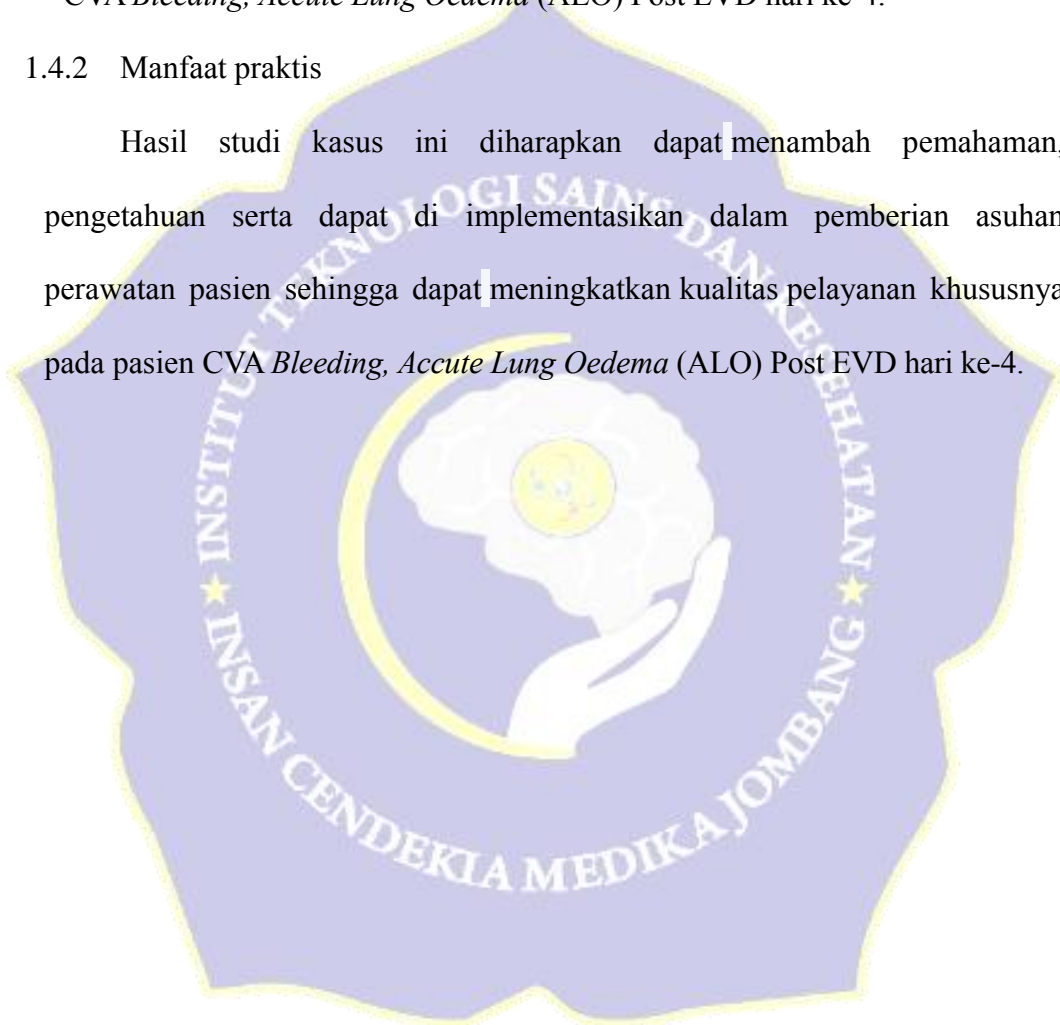 CVA Bleeding, Accute Lung Oedema (ALO) Post EVD hari ke-4.
1.4.2 Manfaat praktis
Hasil studi kasus ini diharapkan dapat menambah pemahaman,
pengetahuan serta dapat di implementasikan dalam pemberian asuhan
perawatan pasien sehingga dapat meningkatkan kualitas pelayanan khususnya
pada pasien CVA Bleeding, Accute Lung Oedema (ALO) Post EVD hari ke-4.
INSTITUT TEKNOLOGI SAINS DAN KESEHATAN
INSAN CENDEKIA MEDIKA JOMBANG